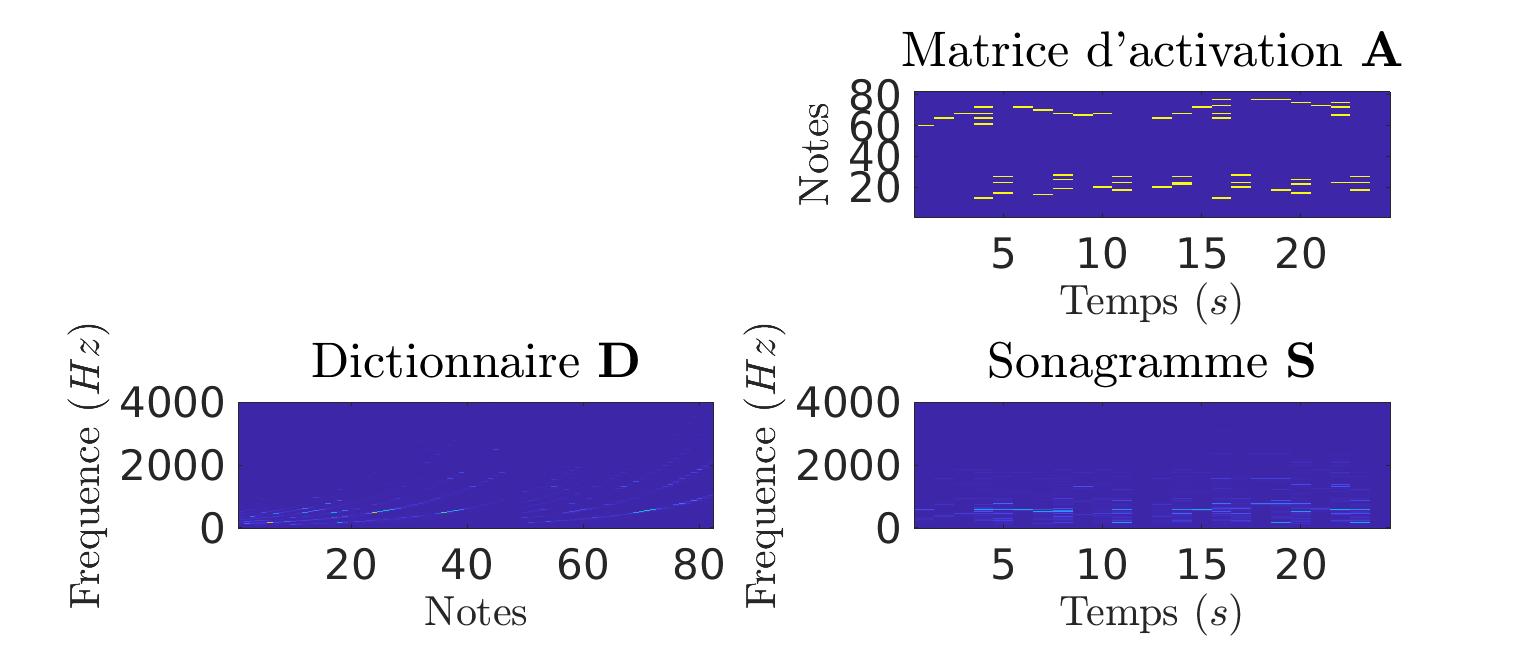 Matrice d'activation A
Notes
80
60
40
20
5 10 15 20
Temps (s)
Dictionnaire D
Frequence (Hz)
4000
2000
0
20 40 60 80
Notes
Sonagramme S
Frequence (Hz)
4000
2000
0
5 10 15 20
Temps (s)